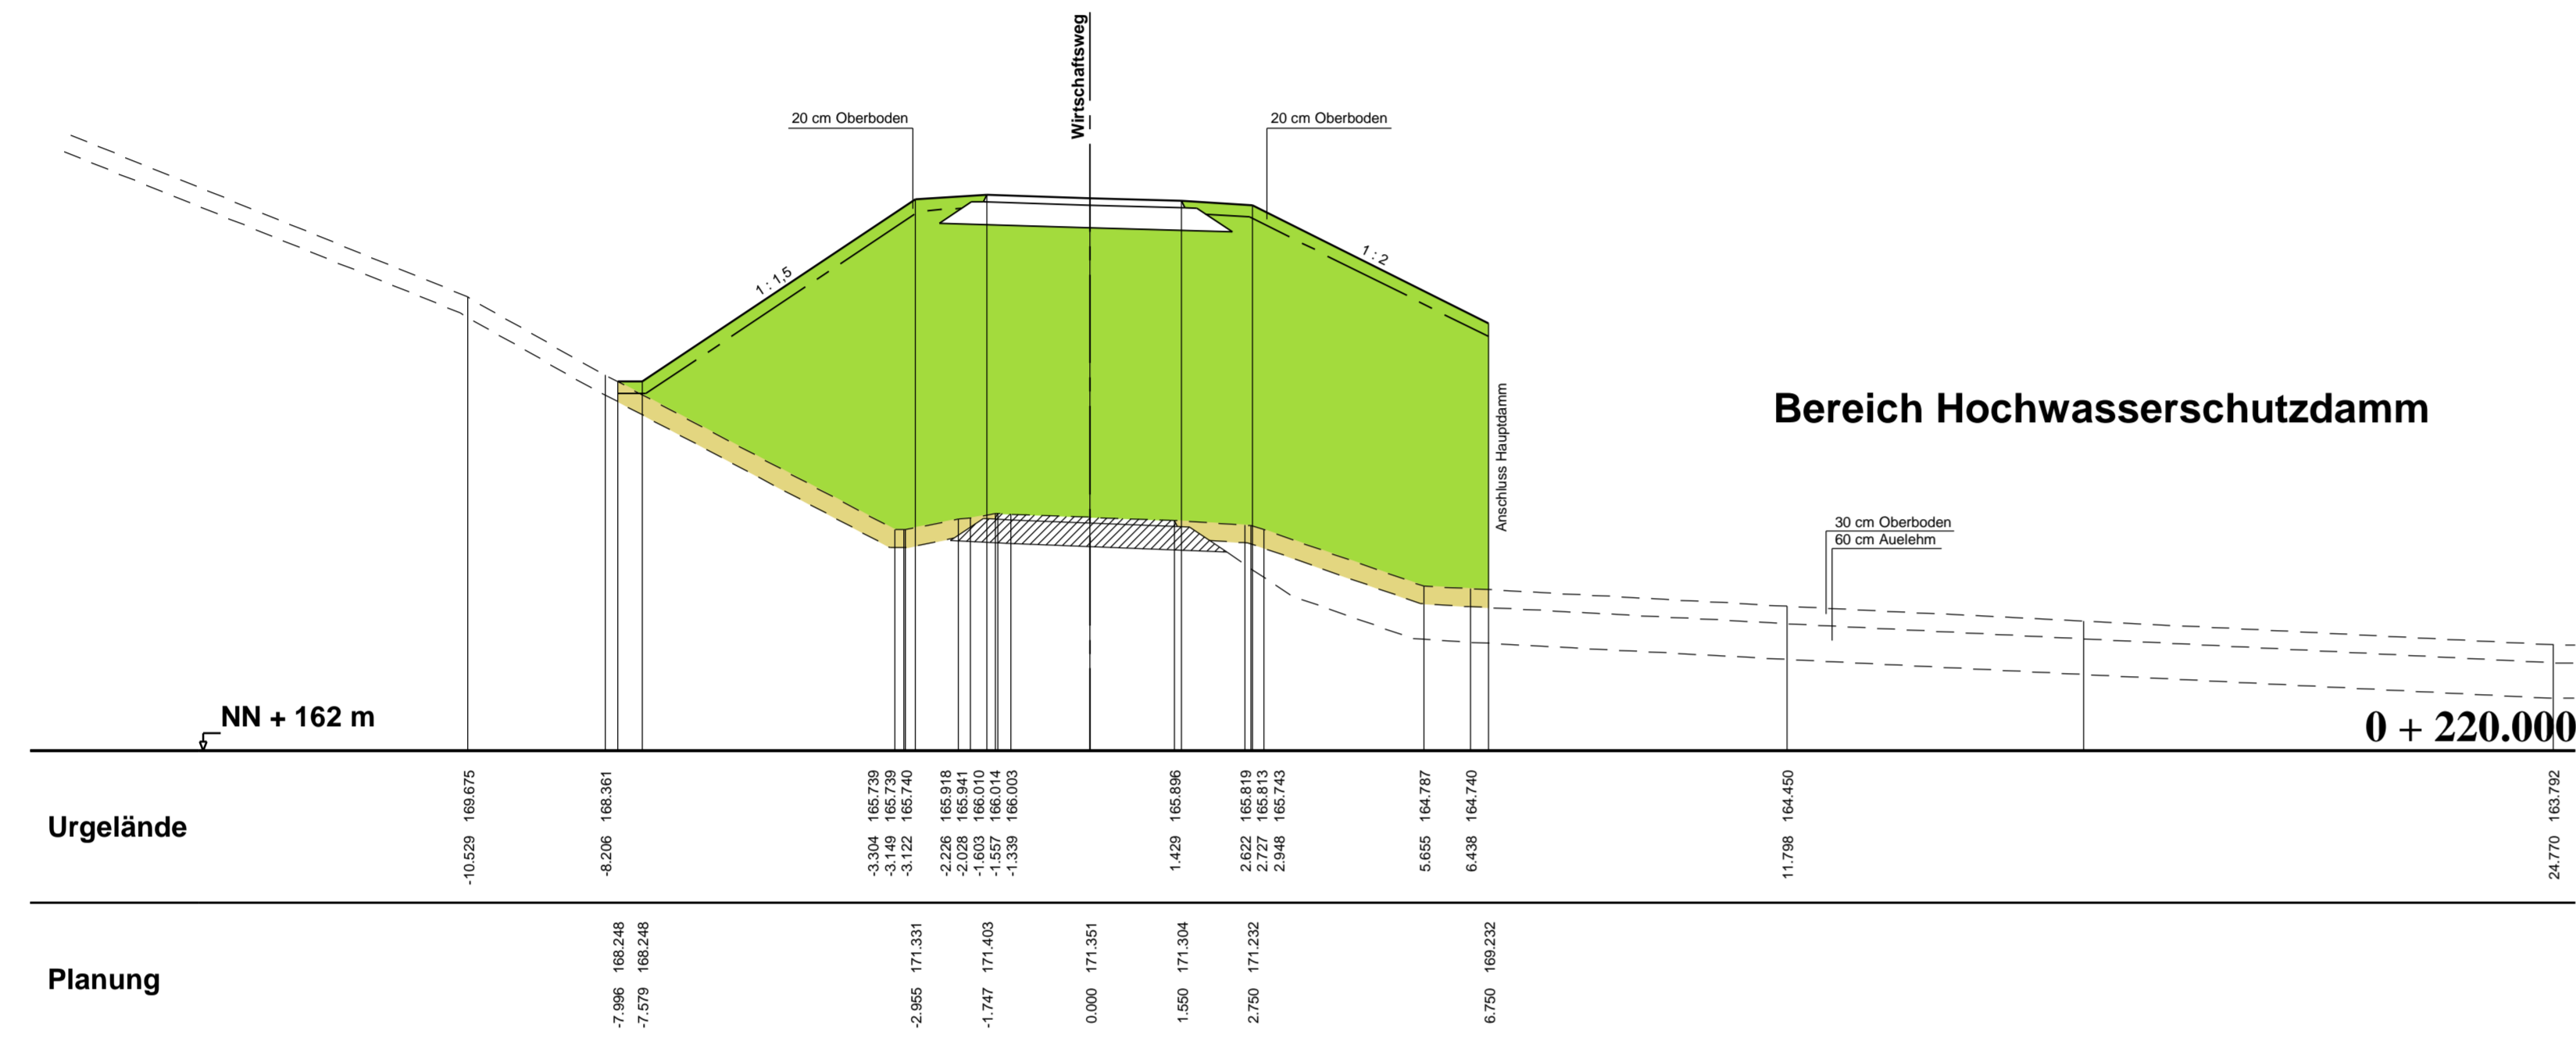 Wirtschaftsweg
20 cm Oberboden
20 cm Oberboden
1 : 1,5
1 : 2
Anschluss Hauptdamm
Bereich Hochwasserschutzdamm
30 cm Oberboden
60 cm Auelehm
NN + 162 m
0 + 220.000
Urgelände
-10.529 169.675
-8.206 168.361
-3.304 165.739
-3.149 165.739
-3.122 165.740
-2.226 165.918
-2.028 165.941
-1.603 166.010
-1.557 166.014
-1.339 166.003
1.429 165.896
2.622 165.819
2.727 165.813
2.948 165.743
5.655 164.787
6.438 164.740
11.798 164.450
24.770 163.792
Planung
-7.996 168.248
-7.579 168.248
-2.955 171.331
-1.747 171.403
0.000 171.351
1.550 171.304
2.750 171.232
6.750 169.232